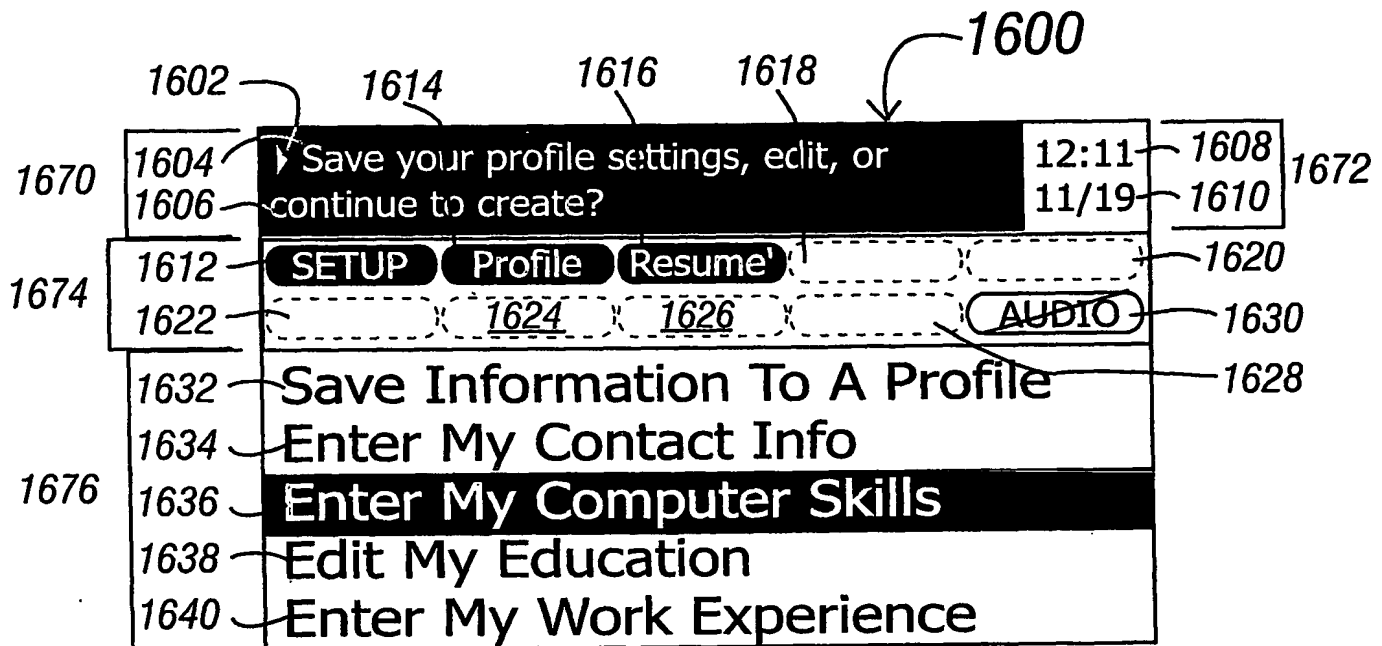 1600
1602 1614 1616 1618
1670 1604 Save your profile settings, edit, or 12:11 1608 1672
1606 continue to create? 11/19 1610
1674 1612 SETUP Profile Resume' 1620
1622 1624 1626 AUDIO 1630
1632 Save Information To A Profile 1628
1634 Enter My Contact Info
1676 1636 Enter My Computer Skills
1638 Edit My Education
1640 Enter My Work Experience